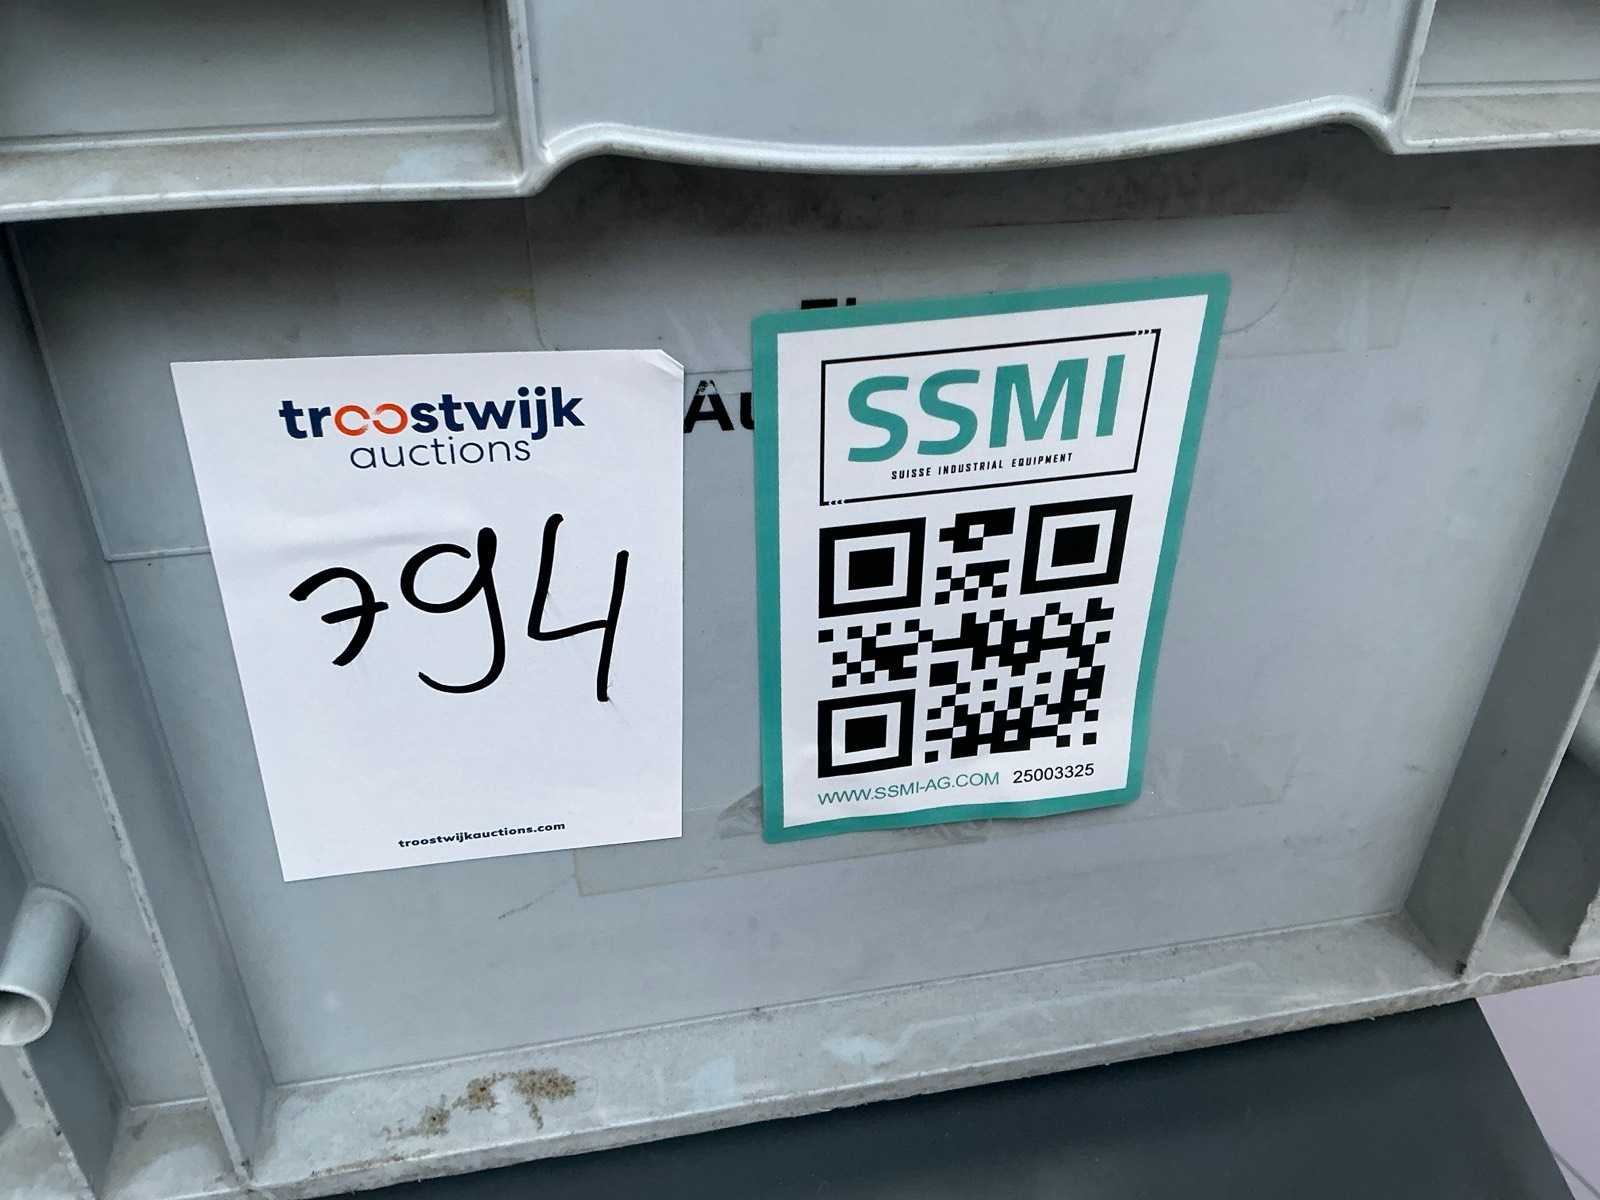 troostwijk
auctions
794
troostwijkauctions.com
Au
SSMI
SUISSE INDUSTRIAL EQUIPMENT
WWW.SSMI-AG.COM 25003325